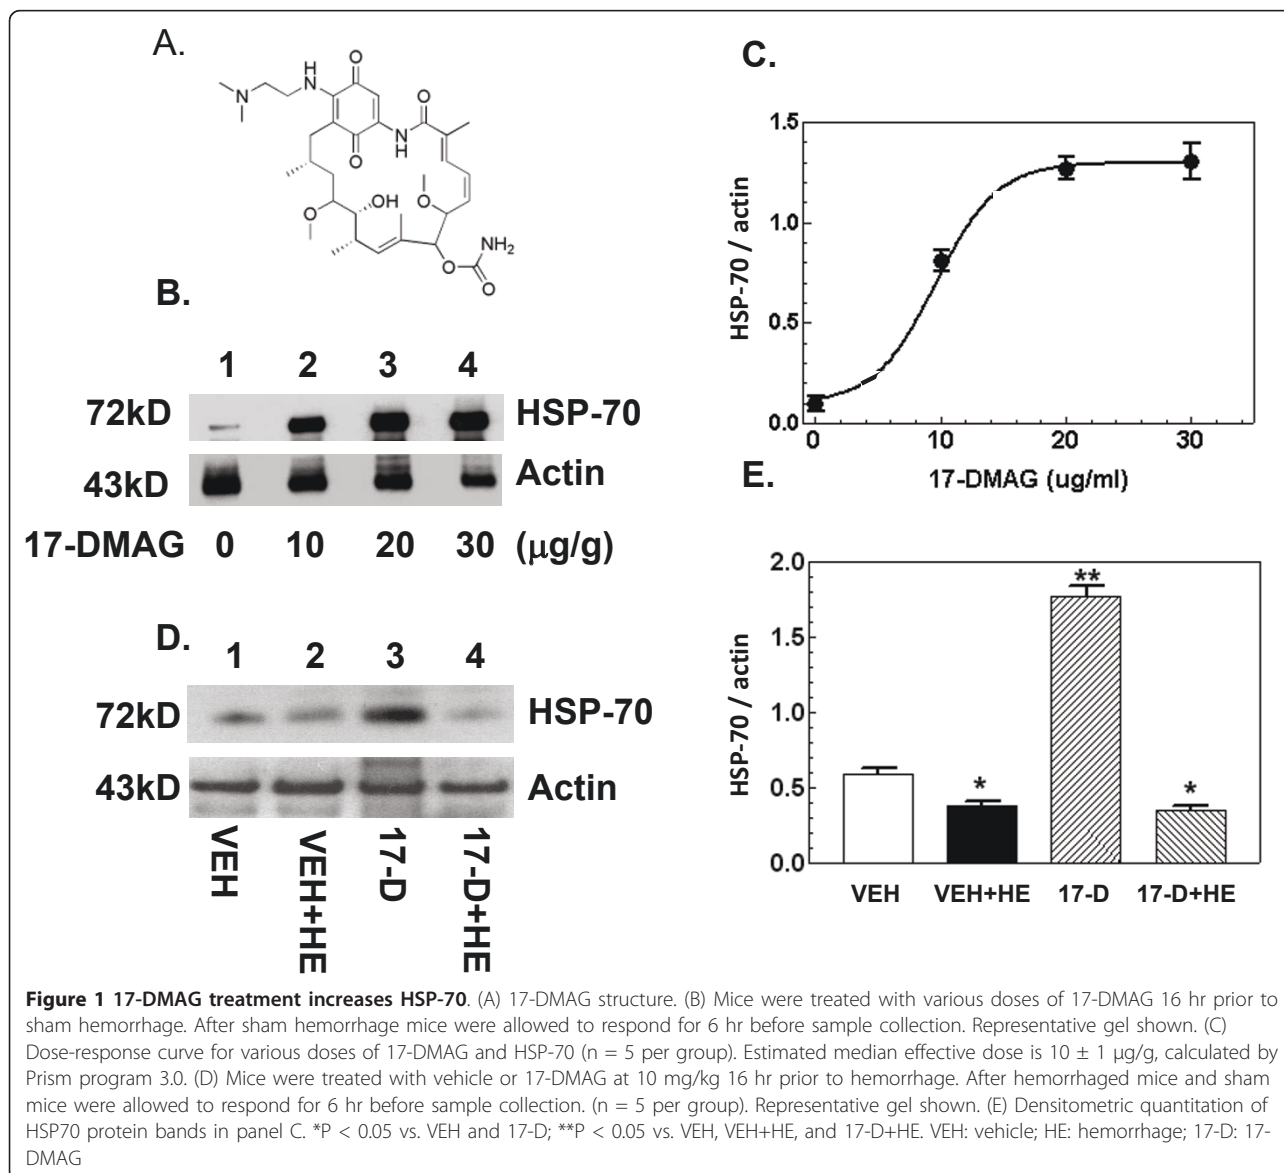 A.
H
N
N
O
O
N
H
O
O
OH
O
O
NH2
O
B.
1 2 3 4
72kD HSP-70
43kD Actin
17-DMAG 0 10 20 30 (μg/g)
C.
1.5
1.0
0.5
0.0
HSP-70 / actin
0 10 20 30
17-DMAG (ug/ml)
D.
1 2 3 4
72kD HSP-70
43kD Actin
VEH VEH+HE 17-D 17-D+HE
E.
2.0
1.5
1.0
0.5
0.0
HSP-70 / actin
* ** *
VEH VEH+HE 17-D 17-D+HE
Figure 1 17-DMAG treatment increases HSP-70. (A) 17-DMAG structure. (B) Mice were treated with various doses of 17-DMAG 16 hr prior to
sham hemorrhage. After sham hemorrhage mice were allowed to respond for 6 hr before sample collection. Representative gel shown. (C)
Dose-response curve for various doses of 17-DMAG and HSP-70 (n = 5 per group). Estimated median effective dose is 10 ± 1 μg/g, calculated by
Prism program 3.0. (D) Mice were treated with vehicle or 17-DMAG at 10 mg/kg 16 hr prior to hemorrhage. After hemorrhaged mice and sham
mice were allowed to respond for 6 hr before sample collection. (n = 5 per group). Representative gel shown. (E) Densitometric quantitation of
HSP70 protein bands in panel C. *P < 0.05 vs. VEH and 17-D; **P < 0.05 vs. VEH, VEH+HE, and 17-D+HE. VEH: vehicle; HE: hemorrhage; 17-D: 17-
DMAG